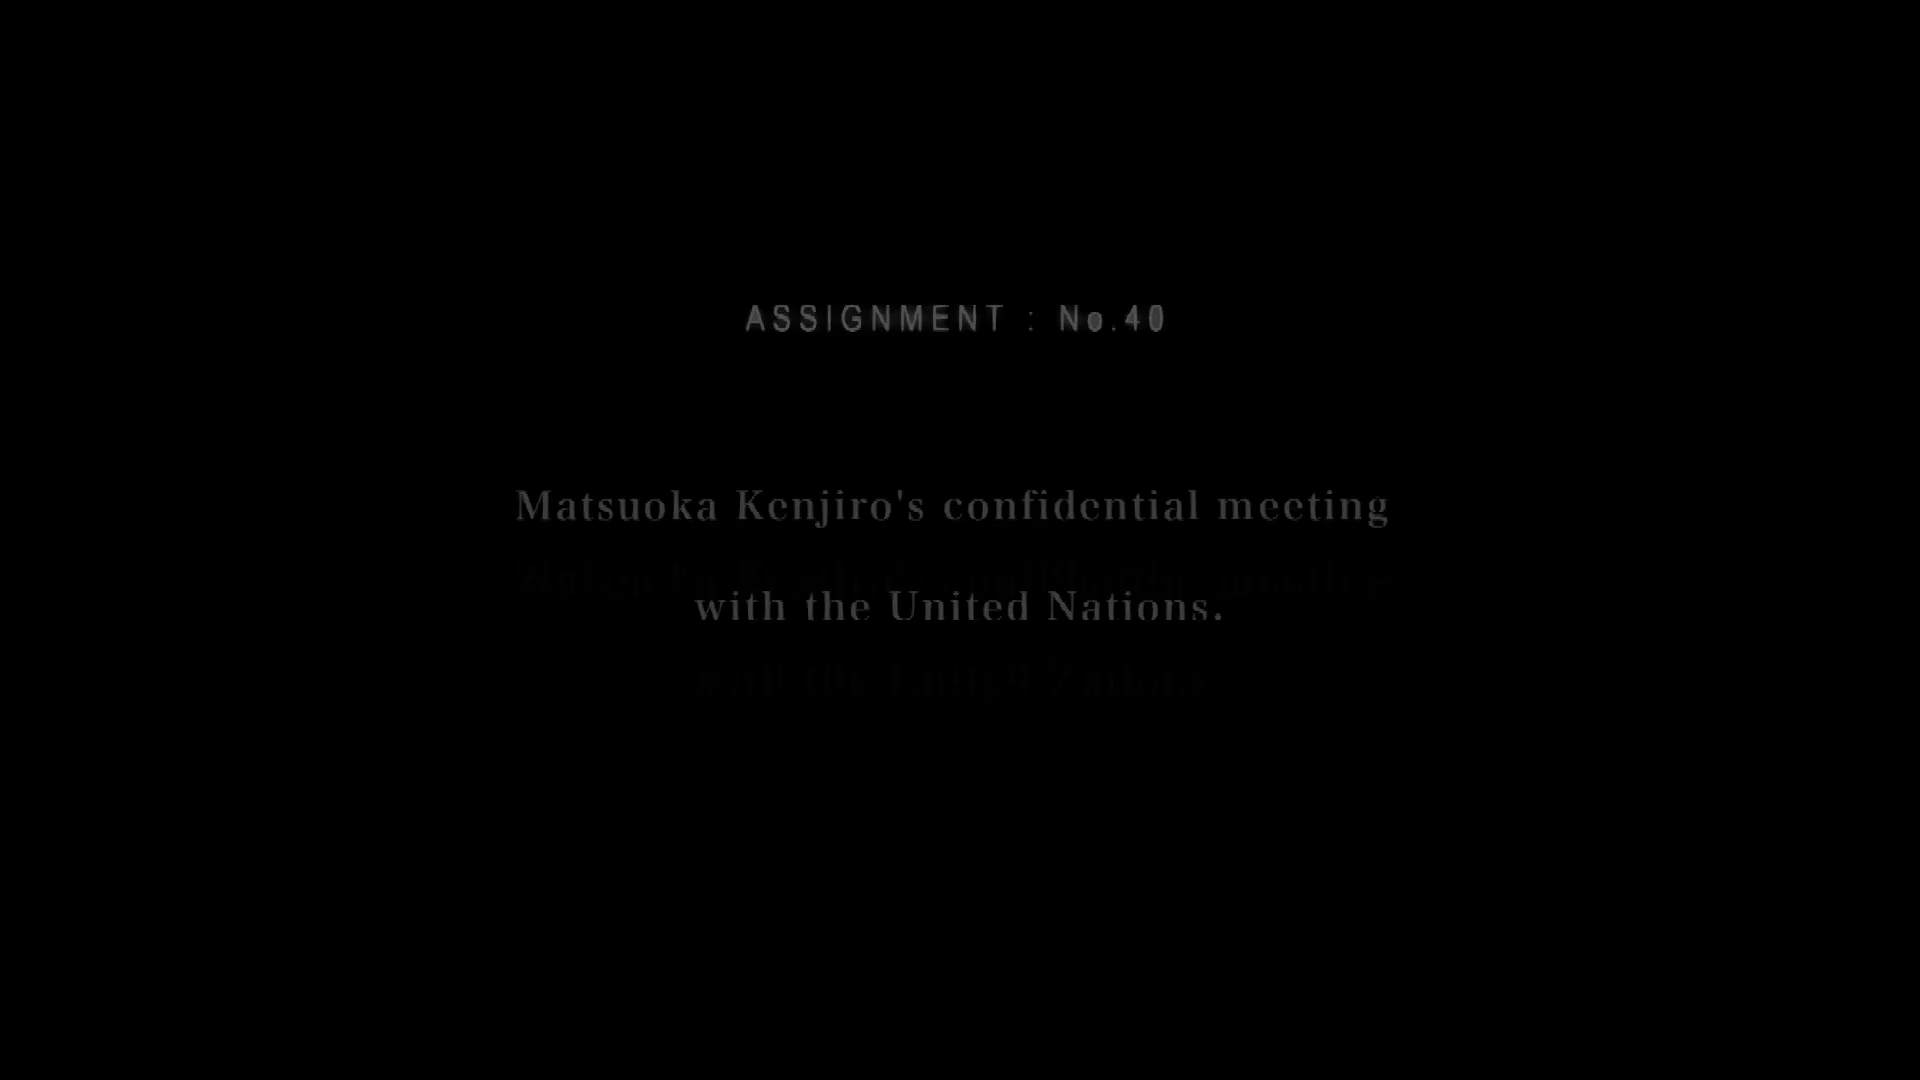 ASSIGNMENT : No.40
Matsuoka Kenjiro's confidential meeting
with the United Nations.